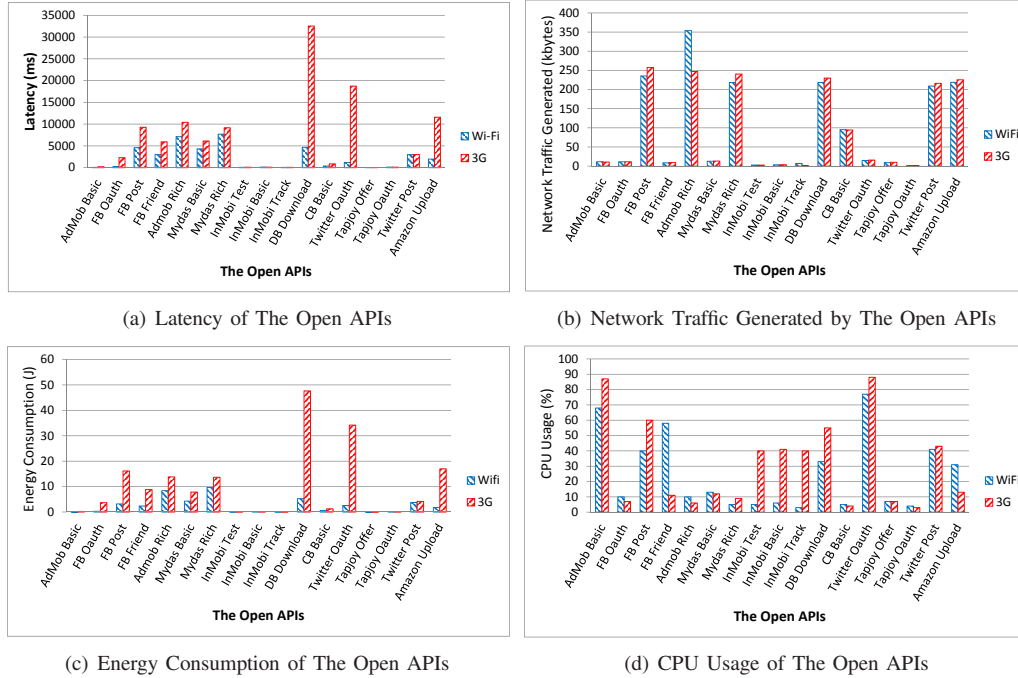 35000
30000
25000
20000
15000
10000
5000
0
Latency (ms)
Wi-Fi
3G
AdMob Basic
FB Oauth
FB Post
FB Friend
Admob Rich
Mydas Basic
Mydas Rich
InMobi Test
InMobi Basic
InMobi Track
DB Download
CB Basic
Twitter Oauth
Tapjoy Offer
Tapjoy Oauth
Twitter Post
Amazon Upload
The Open APIs
(a) Latency of The Open APIs
400
350
300
250
200
150
100
50
0
Network Traffic Generated (kbytes)
WiFi
3G
AdMob Basic
FB Oauth
FB Post
FB Friend
Admob Rich
Mydas Basic
Mydas Rich
InMobi Test
InMobi Basic
InMobi Track
DB Download
CB Basic
Twitter Oauth
Tapjoy Offer
Tapjoy Oauth
Twitter Post
Amazon Upload
The Open APIs
(b) Network Traffic Generated by The Open APIs
60
50
40
30
20
10
0
Energy Consumption (J)
Wifi
3G
AdMob Basic
FB Oauth
FB Post
FB Friend
Admob Rich
Mydas Basic
Mydas Rich
InMobi Test
InMobi Basic
InMobi Track
DB Download
CB Basic
Twitter Oauth
Tapjoy Offer
Tapjoy Oauth
Twitter Post
Amazon Upload
The Open APIs
(c) Energy Consumption of The Open APIs
100
90
80
70
60
50
40
30
20
10
0
CPU Usage (%)
WiFi
3G
AdMob Basic
FB Oauth
FB Post
FB Friend
Admob Rich
Mydas Basic
Mydas Rich
InMobi Test
InMobi Basic
InMobi Track
DB Download
CB Basic
Twitter Oauth
Tapjoy Offer
Tapjoy Oauth
Twitter Post
Amazon Upload
The Open APIs
(d) CPU Usage of The Open APIs